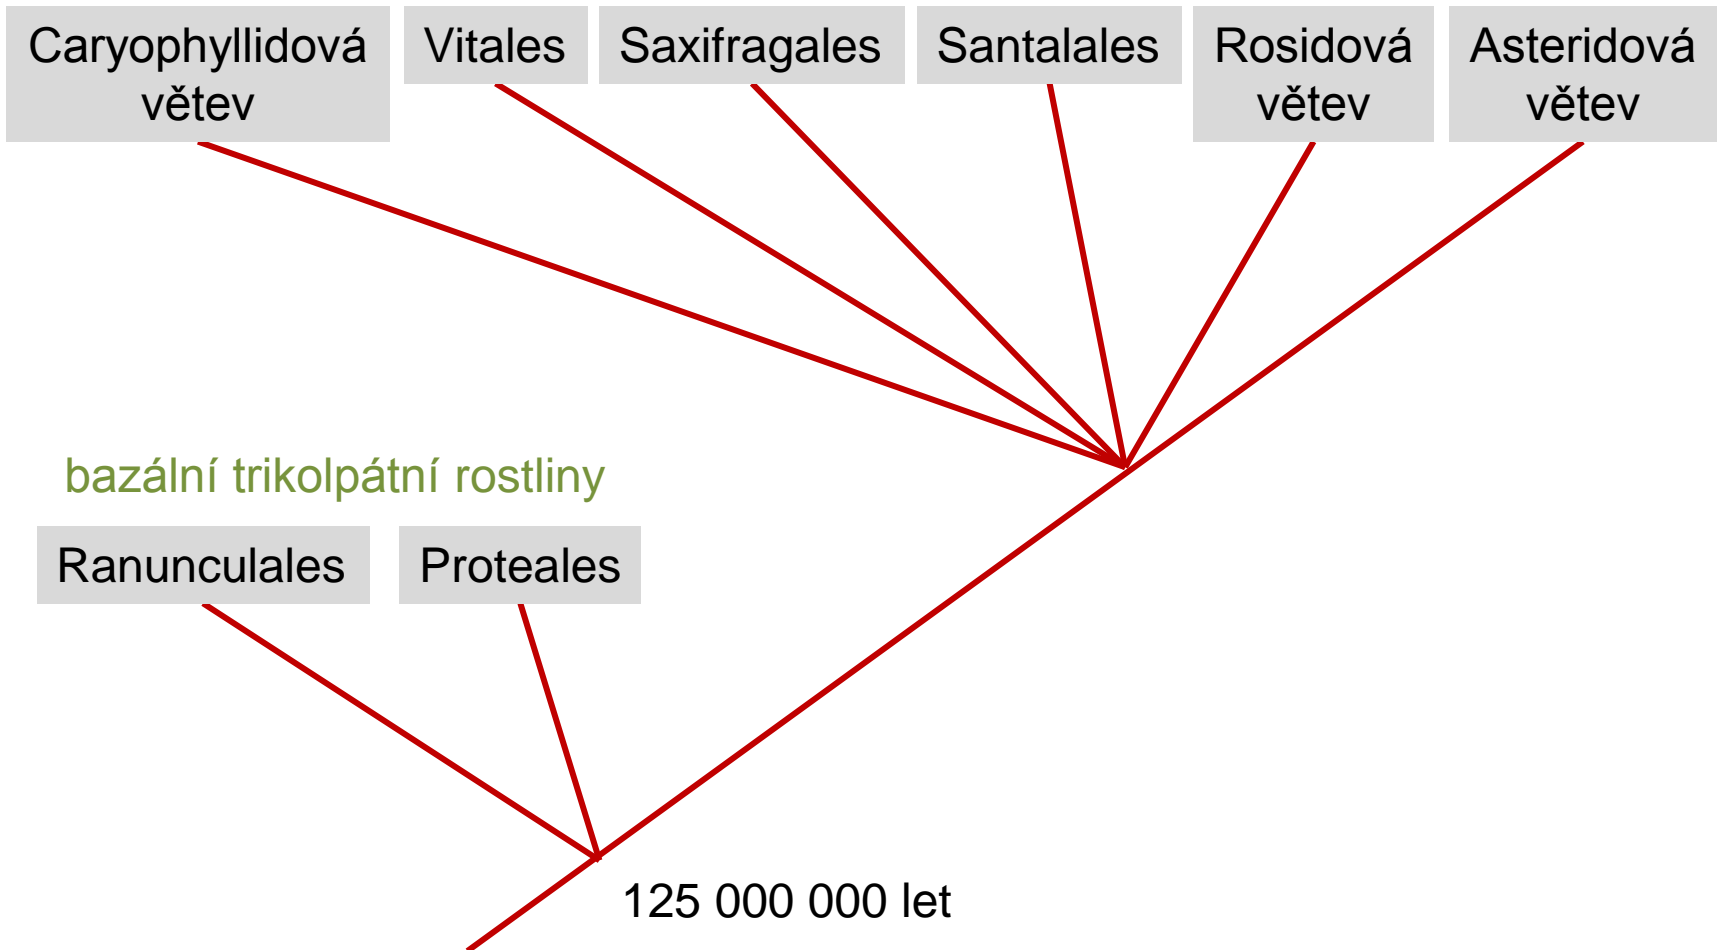 Caryophyllidová
větev
Vitales
Saxifragales
Santalales
Rosidová
větev
Asteridová
větev
bazální trikolpátní rostliny
Ranunculales
Proteales
125 000 000 let